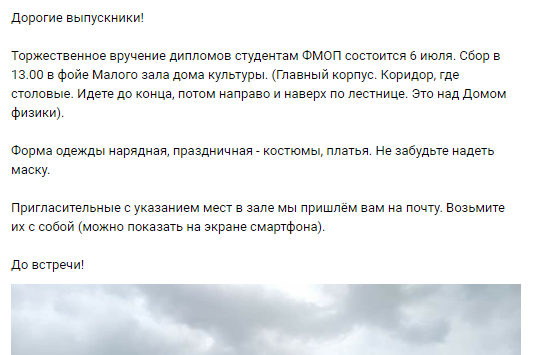 Дорогие выпускники!
Торжественное вручение дипломов студентам ФМОП состоится 6 июля. Сбор в
13.00 в фойе Малого зала дома культуры. (Главный корпус. Коридор, где
столовые. Идете до конца, потом направо и наверх по лестнице. Это над Домом
физики).
Форма одежды нарядная, праздничная - костюмы, платья. Не забудьте надеть
маску.
Пригласительные с указанием мест в зале мы пришлём вам на почту. Возьмите
их с собой (можно показать на экране смартфона).
До встречи!